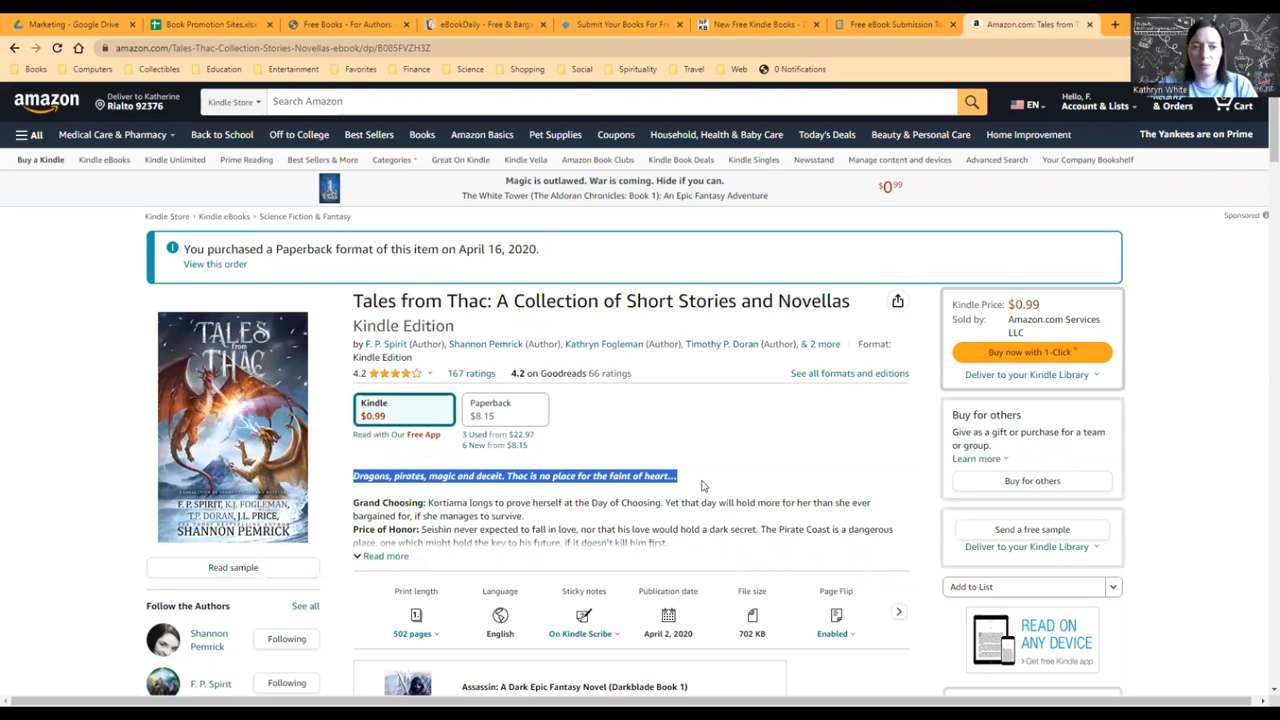 Marketing - Google Drive
Book Promotion Sites.xlsx
Free Books - For Authors
eBookDaily - Free & Barg
Submit Your Books For Fre
New Free Kindle Books -
Free eBook Submission To
Amazon.com: Tales from T
amazon.com/Tales-Thac-Collection-Stories-Novellas-ebook/dp/B085FVZH3Z
Books Computers Collectibles Education Entertainment Favorites Finance Science Shopping Social Spirituality Travel Web 0 Notifications
Kathryn White
amazon
Deliver to Katherine
Rialto 92376
Kindle Store
Search Amazon
EN
Hello, F.
Account & Lists
Returns
& Orders
Cart
All Medical Care & Pharmacy Back to School Off to College Best Sellers Books Amazon Basics Pet Supplies Coupons Household, Health & Baby Care Today's Deals Beauty & Personal Care Home Improvement The Yankees are on Prime
Buy a Kindle Kindle eBooks Kindle Unlimited Prime Reading Best Sellers & More Categories Great On Kindle Kindle Vella Amazon Book Clubs Kindle Book Deals Kindle Singles Newsstand Manage content and devices Advanced Search Your Company Bookshelf
Magic is outlawed. War is coming. Hide if you can.
The White Tower (The Aldoran Chronicles: Book 1): An Epic Fantasy Adventure
$0.99
Kindle Store › Kindle eBooks › Science Fiction & Fantasy
Sponsored
You purchased a Paperback format of this item on April 16, 2020.
View this order
TALES
from
THAC
F.P. SPIRIT, K.J. FOGLEMAN,
T.P. DORAN, J.L. PRICE,
SHANNON PEMRICK
Read sample
Follow the Authors
See all
Shannon
Pemrick
Following
F. P. Spirit
Following
Tales from Thac: A Collection of Short Stories and Novellas
Kindle Edition
by F. P. Spirit (Author), Shannon Pemrick (Author), Kathryn Fogleman (Author), Timothy P. Doran (Author), & 2 more Format:
Kindle Edition
4.2 167 ratings 4.2 on Goodreads 66 ratings
See all formats and editions
Kindle
$0.99
Paperback
$8.15
Read with Our Free App
3 Used from $22.97
6 New from $8.15
Dragons, pirates, magic and deceit. Thac is no place for the faint of heart...
Grand Choosing: Kortiama longs to prove herself at the Day of Choosing. Yet that day will hold more for her than she ever
bargained for, if she manages to survive.
Price of Honor: Seishin never expected to fall in love, nor that his love would hold a dark secret. The Pirate Coast is a dangerous
place, one which might hold the key to his future, if it doesn't kill him first.
Read more
Print length
502 pages
Language
English
Sticky notes
On Kindle Scribe
Publication date
April 2, 2020
File size
702 KB
Page Flip
Enabled
Assassin: A Dark Epic Fantasy Novel (Darkblade Book 1)
Kindle Price: $0.99
Sold by: Amazon.com Services
LLC
Buy now with 1-Click
Deliver to your Kindle Library
Buy for others
Give as a gift or purchase for a team
or group.
Learn more
Buy for others
Send a free sample
Deliver to your Kindle Library
Add to List
READ ON
ANY DEVICE
Get free Kindle app